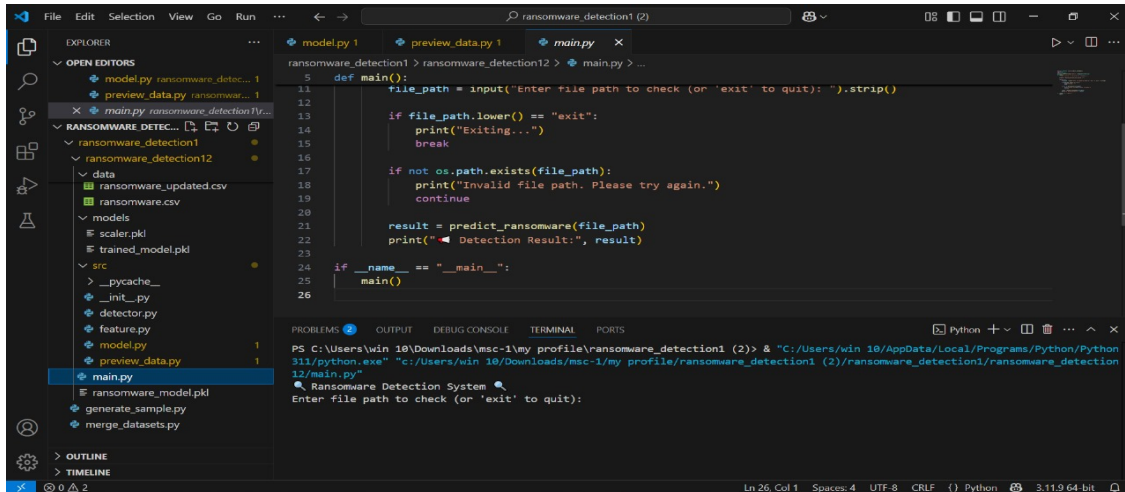 File Edit Selection View Go Run ··· ransomware_detection1 (2)
EXPLORER
OPEN EDITORS
model.py ransomware_detec... 1
preview_data.py ransomwar... 1
main.py ransomware_detection1\r...
RANSOMWARE_DETEC...
ransomware_detection1
ransomware_detection12
data
ransomware_updated.csv
ransomware.csv
models
scaler.pkl
trained_model.pkl
src
__pycache__
__init__.py
detector.py
feature.py
model.py 1
preview_data.py 1
main.py
ransomware_model.pkl
generate_sample.py
merge_datasets.py
OUTLINE
TIMELINE
model.py 1 preview_data.py 1 main.py
ransomware_detection1 > ransomware_detection12 > main.py > ...
5 def main():
11 file_path = input("Enter file path to check (or 'exit' to quit): ").strip()
12
13 if file_path.lower() == "exit":
14 print("Exiting...")
15 break
16
17 if not os.path.exists(file_path):
18 print("Invalid file path. Please try again.")
19 continue
20
21 result = predict_ransomware(file_path)
22 print("📢 Detection Result:", result)
23
24 if __name__ == "__main__":
25 main()
26
PROBLEMS 2 OUTPUT DEBUG CONSOLE TERMINAL PORTS Python
PS C:\Users\win 10\Downloads\msc-1\my profile\ransomware_detection1 (2)> & "C:/Users/win 10/AppData/Local/Programs/Python/Python
311/python.exe" "c:/Users/win 10/Downloads/msc-1/my profile/ransomware_detection1 (2)/ransomware_detection1/ransomware_detection
12/main.py"
🔍 Ransomware Detection System 🔍
Enter file path to check (or 'exit' to quit):
0 2 Ln 26, Col 1 Spaces: 4 UTF-8 CRLF {} Python 3.11.9 64-bit